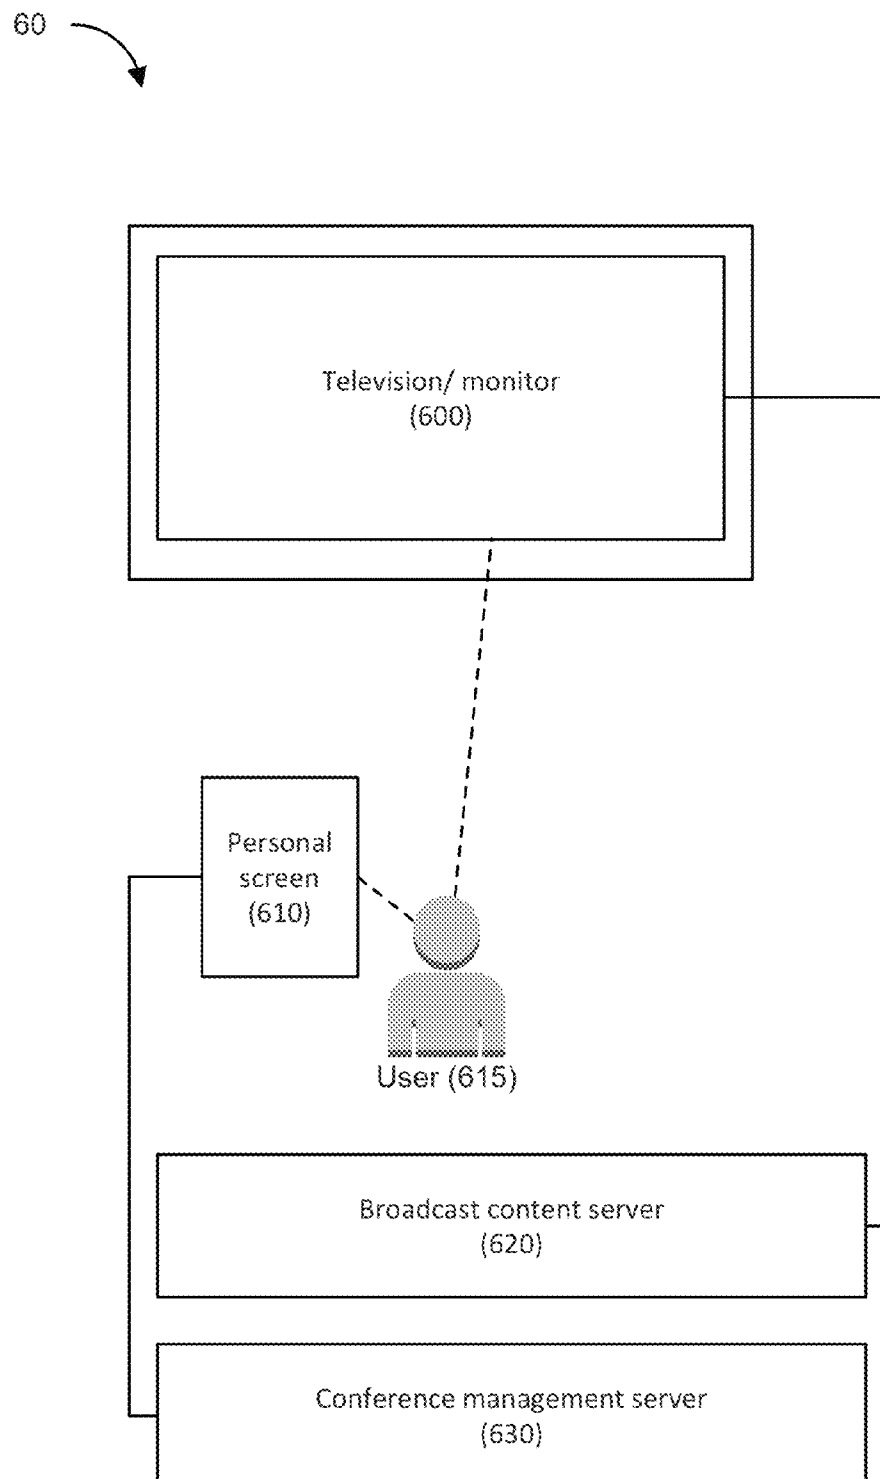 60
Television/ monitor
(600)
Personal
screen
(610)
User (615)
Broadcast content server
(620)
Conference management server
(630)